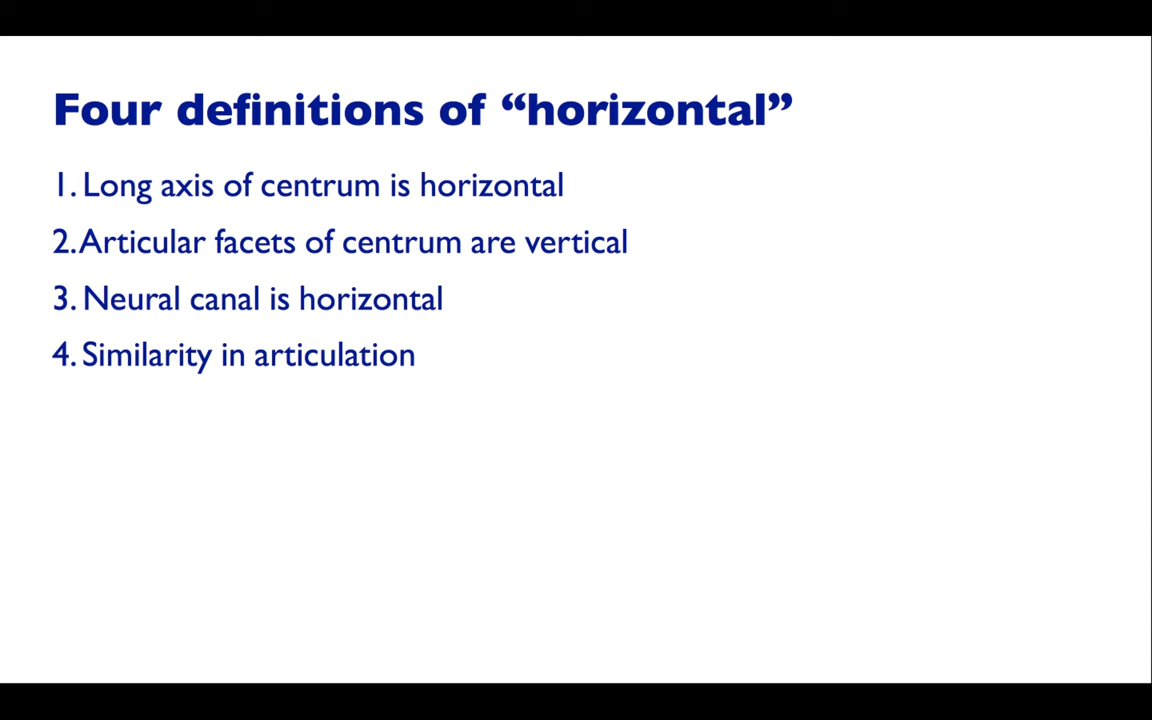 Four definitions of “horizontal”
1. Long axis of centrum is horizontal
2. Articular facets of centrum are vertical
3. Neural canal is horizontal
4. Similarity in articulation